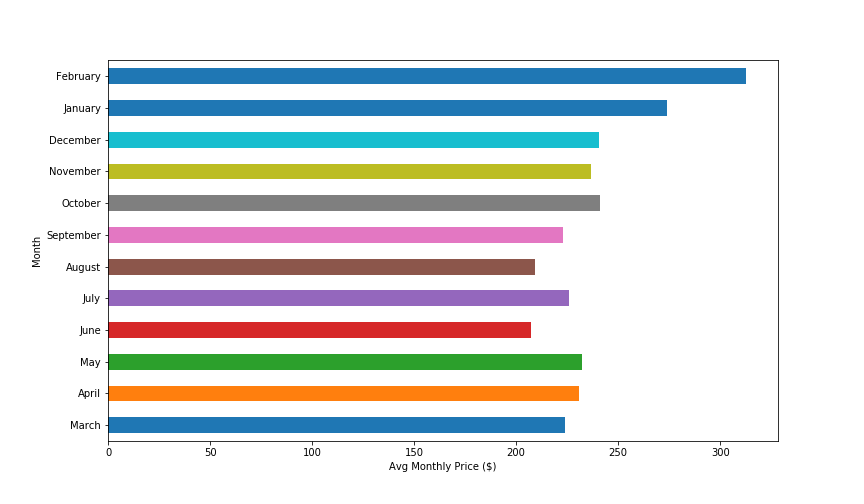 February
January
December
November
October
September
August
July
June
May
April
March
Month
0 50 100 150 200 250 300
Avg Monthly Price ($)